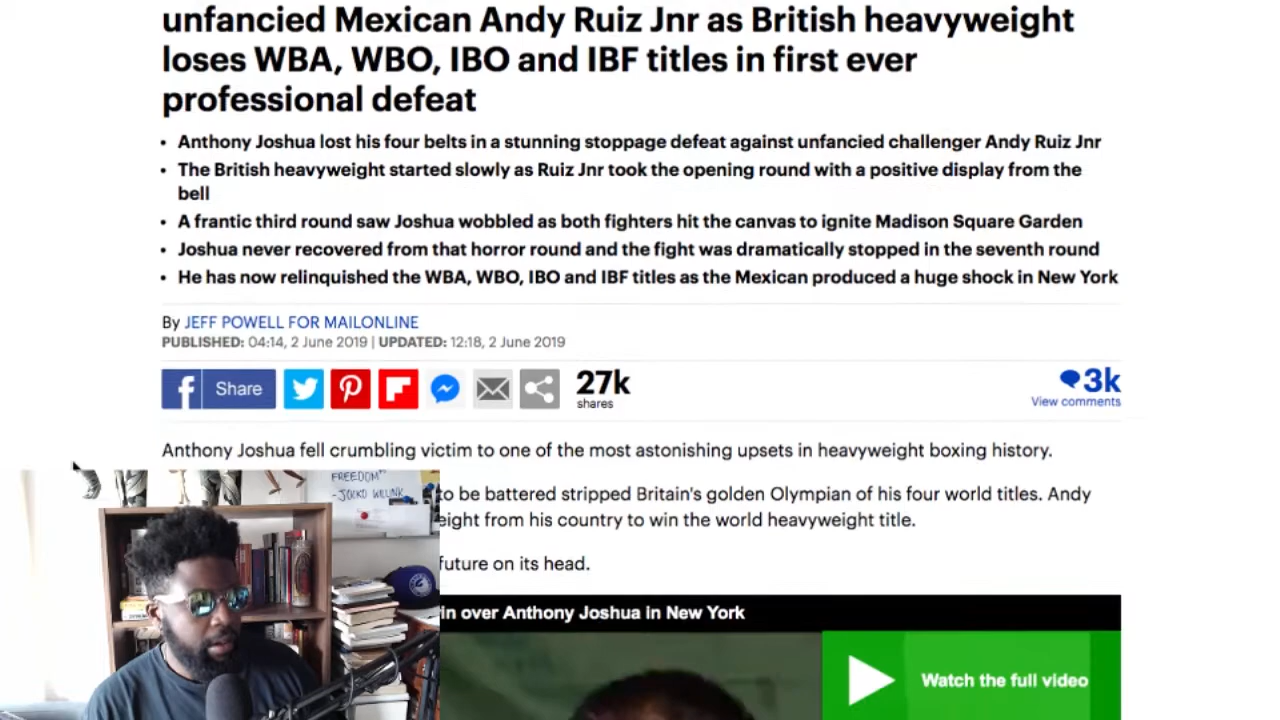 unfancied Mexican Andy Ruiz Jnr as British heavyweight
loses WBA, WBO, IBO and IBF titles in first ever
professional defeat
• Anthony Joshua lost his four belts in a stunning stoppage defeat against unfancied challenger Andy Ruiz Jnr
• The British heavyweight started slowly as Ruiz Jnr took the opening round with a positive display from the
bell
• A frantic third round saw Joshua wobbled as both fighters hit the canvas to ignite Madison Square Garden
• Joshua never recovered from that horror round and the fight was dramatically stopped in the seventh round
• He has now relinquished the WBA, WBO, IBO and IBF titles as the Mexican produced a huge shock in New York
By JEFF POWELL FOR MAILONLINE
PUBLISHED: 04:14, 2 June 2019 | UPDATED: 12:18, 2 June 2019
Share
27k
shares
3k
View comments
Anthony Joshua fell crumbling victim to one of the most astonishing upsets in heavyweight boxing history.
FREEDOM"
-JOCKO WILLINK
to be battered stripped Britain's golden Olympian of his four world titles. Andy
eight from his country to win the world heavyweight title.
future on its head.
in over Anthony Joshua in New York
Watch the full video